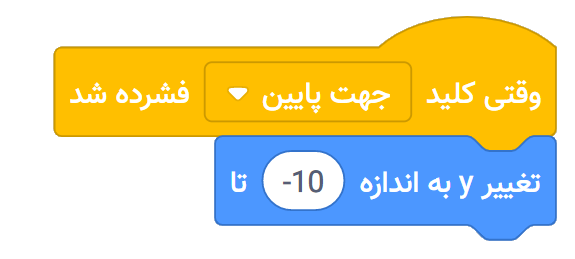 وقتی کلید جهت پایین فشرده شد
تغییر y به اندازه -10 تا